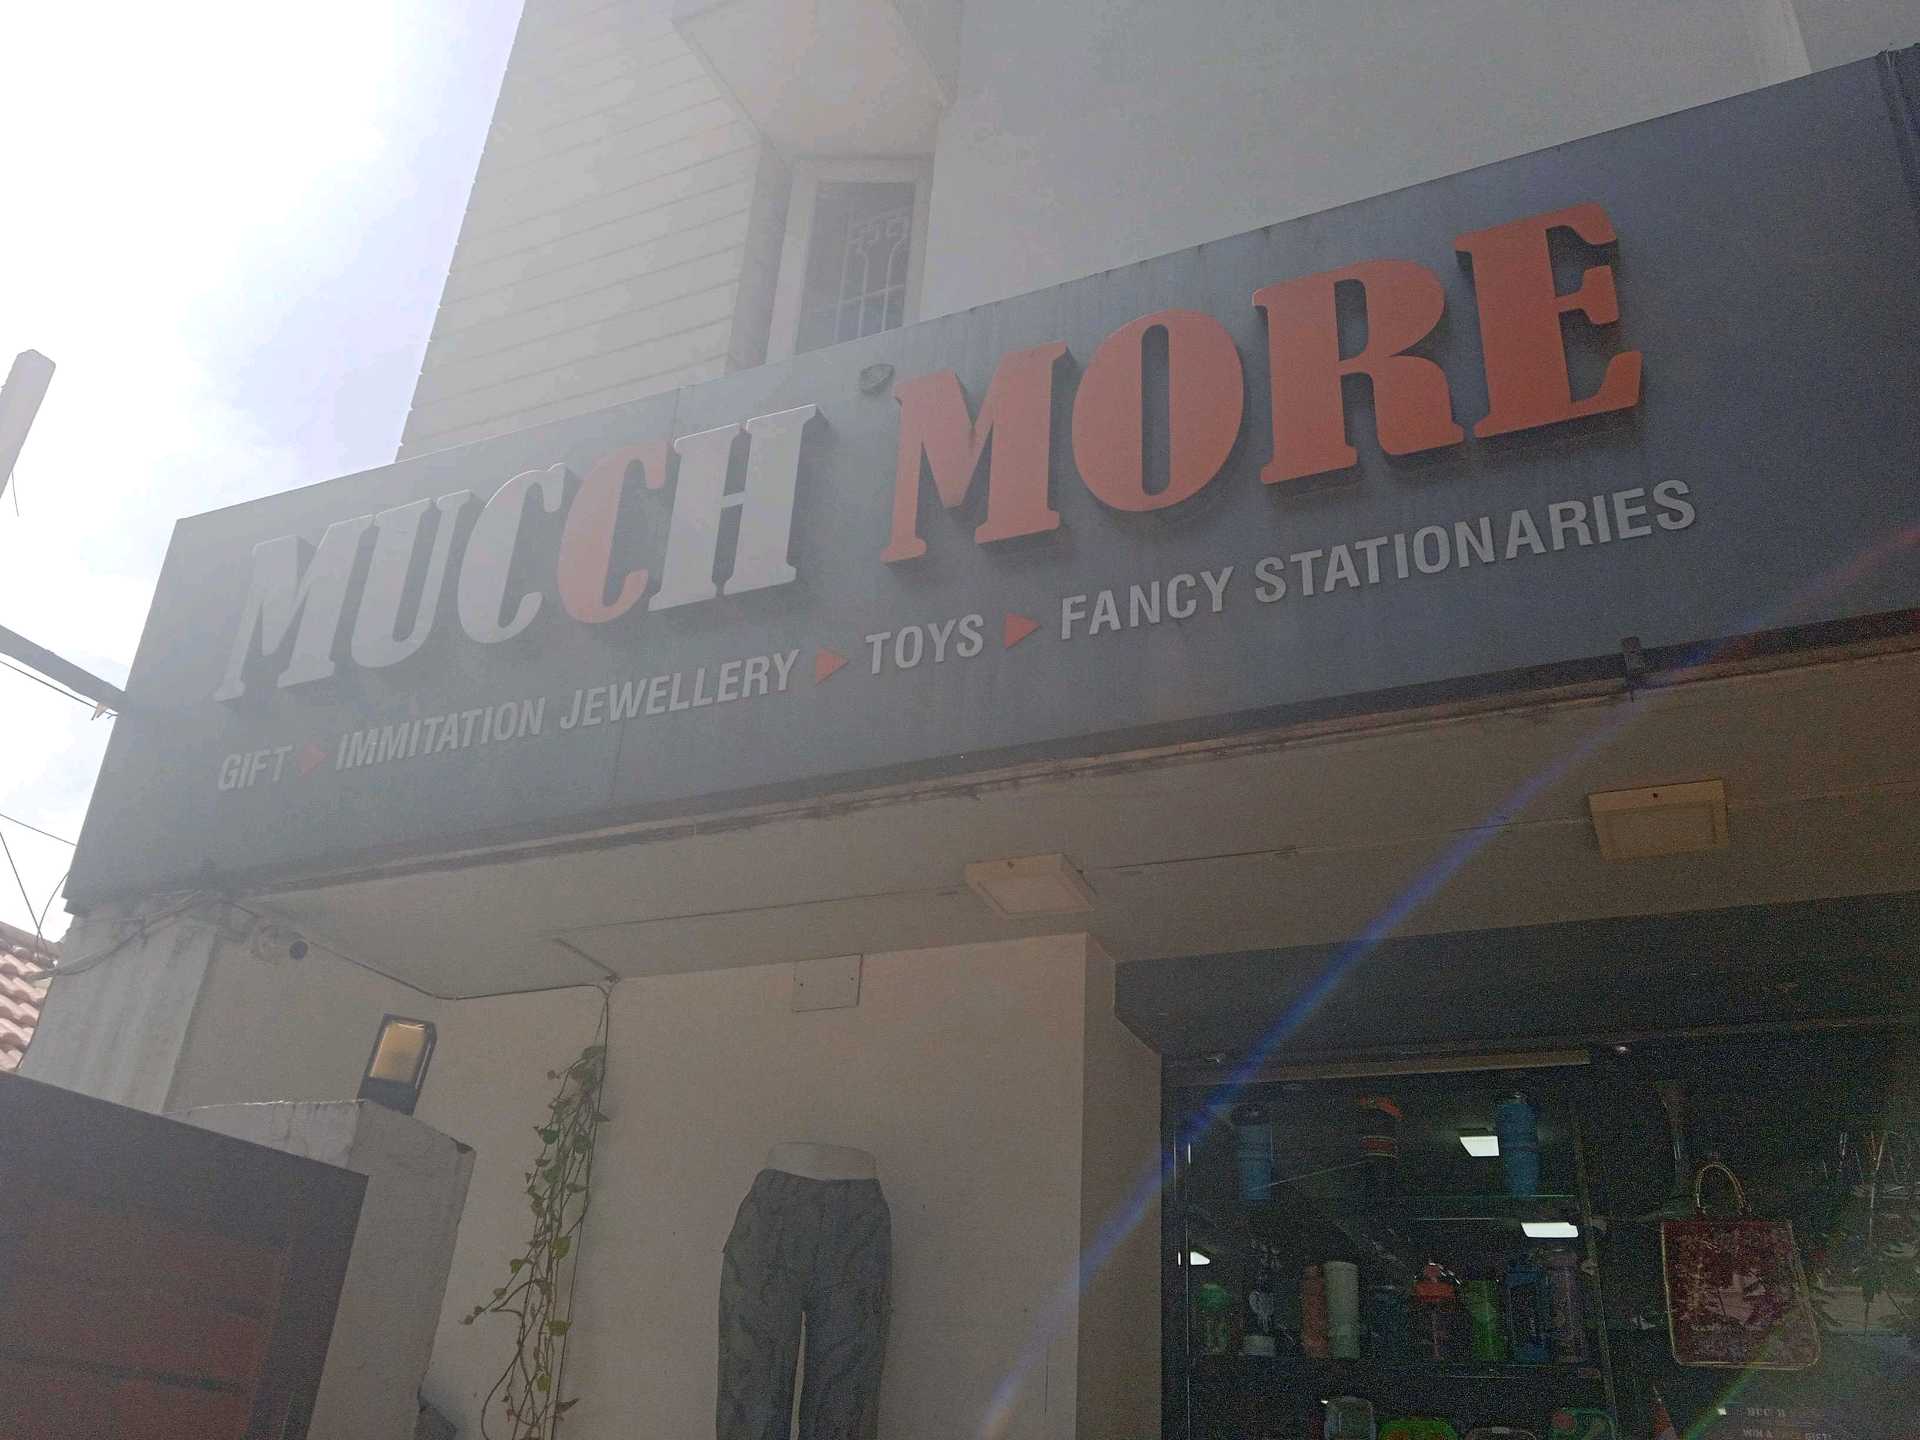 MUCCH MORE
GIFT ▶ IMMITATION JEWELLERY ▶ TOYS ▶ FANCY STATIONARIES